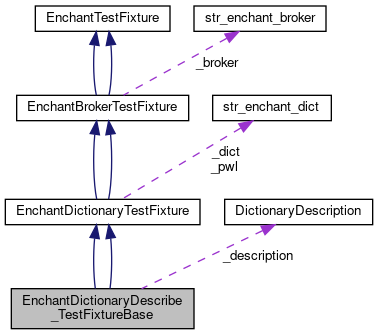 EnchantTestFixture
str_enchant_broker
_broker
EnchantBrokerTestFixture
str_enchant_dict
_dict
_pwl
EnchantDictionaryTestFixture
DictionaryDescription
_description
EnchantDictionaryDescribe
_TestFixtureBase